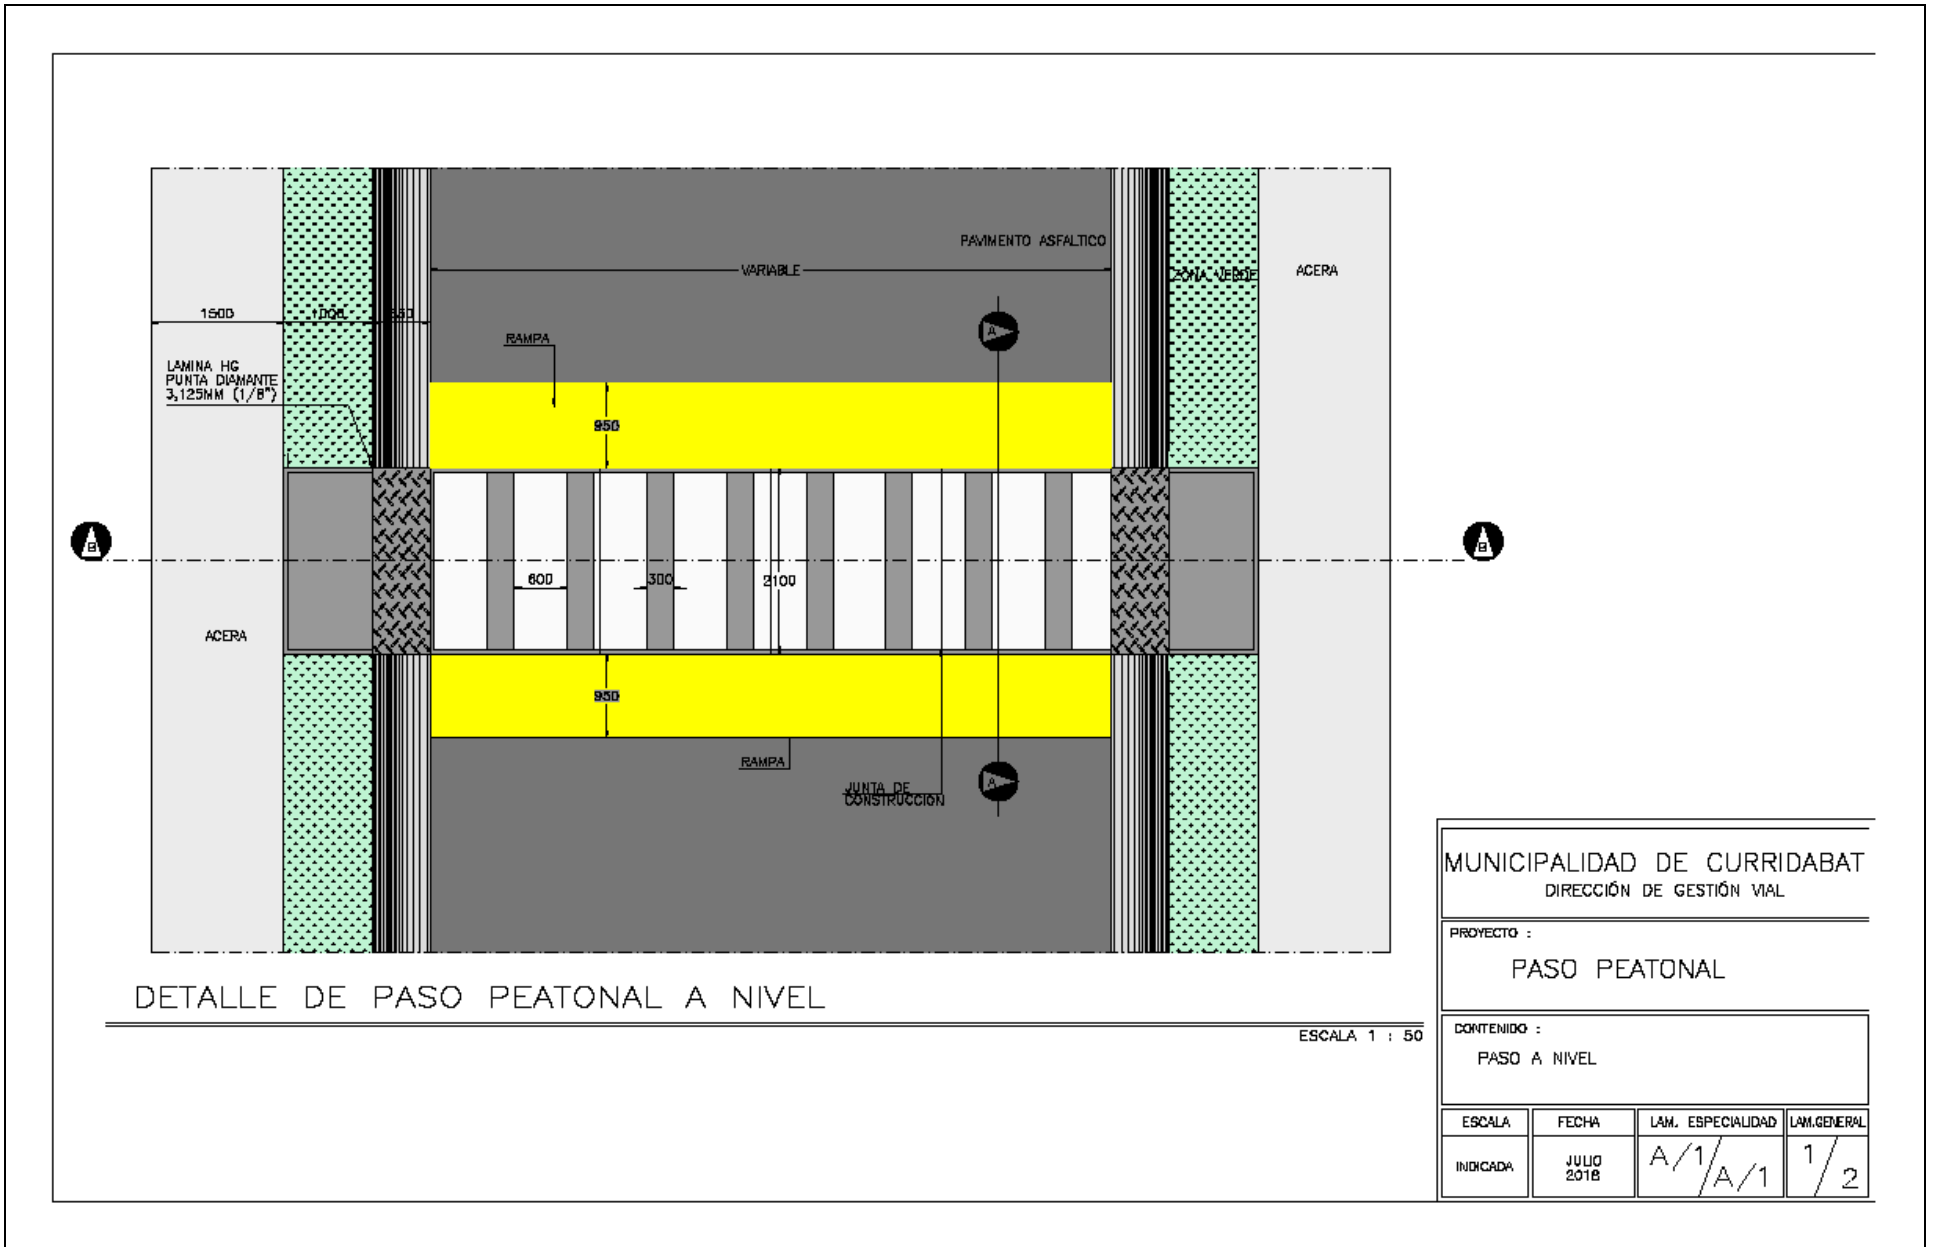 PAVIMENTO ASFALTICO
VARIABLE
ZONA VERDE
ACERA
1500
1000
RAMPA
A
LAMINA HG
PUNTA DIAMANTE
3,125MM (1/8")
950
B
B
600
300
2100
ACERA
950
RAMPA
A
JUNTA DE
CONSTRUCCION
DETALLE DE PASO PEATONAL A NIVEL
ESCALA 1 : 50
MUNICIPALIDAD DE CURRIDABAT
DIRECCIÓN DE GESTIÓN VIAL
PROYECTO :
PASO PEATONAL
CONTENIDO :
PASO A NIVEL
ESCALA
FECHA
LAM. ESPECIALIDAD
LAM.GENERAL
INDICADA
JULIO
A/1/A/1
1/2